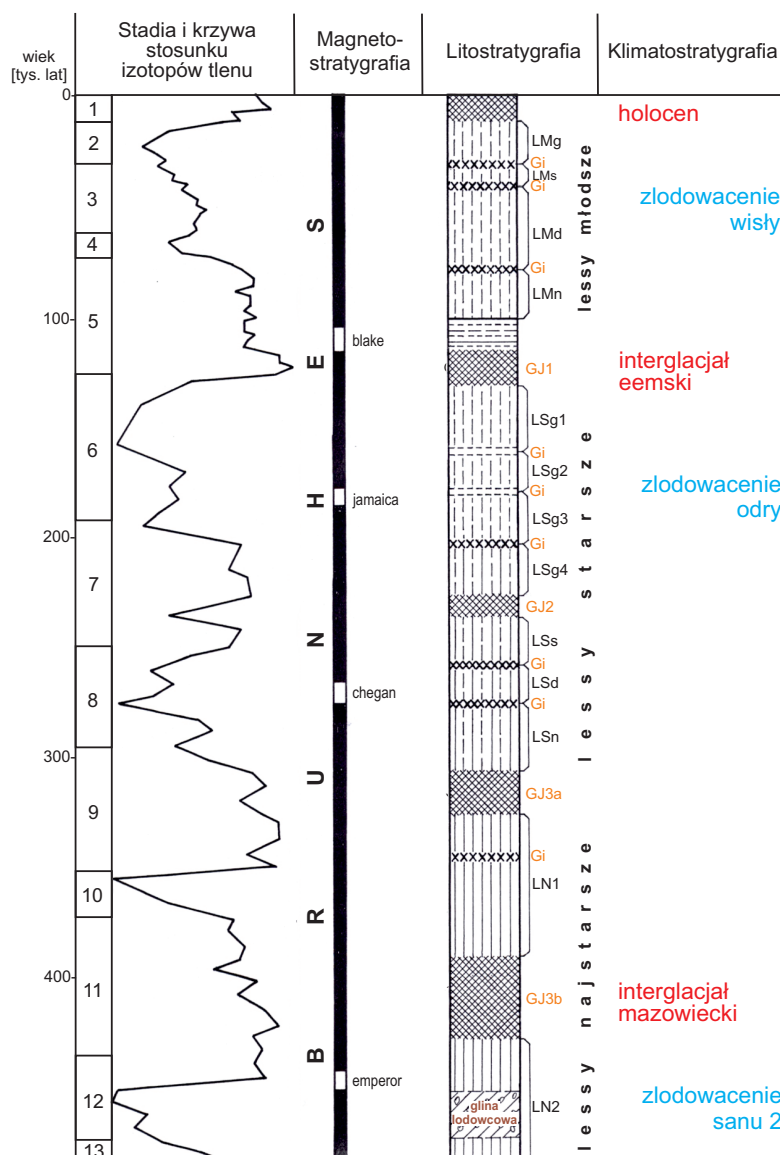 wiek
[tys. lat]
Stadia i krzywa
stosunku
izotopów tlenu
Magneto-
stratygrafia
Litostratygrafia
Klimatostratygrafia
0
100
200
300
400
1
2
3
4
5
6
7
8
9
10
11
12
13
B R U N H E S
blake
jamaica
chegan
emperor
LMg
Gi
LMs
Gi
LMd
Gi
LMn
GJ1
LSg1
Gi
LSg2
Gi
LSg3
Gi
LSg4
GJ2
LSs
Gi
LSd
Gi
LSn
GJ3a
Gi
LN1
GJ3b
LN2
glina
lodowcowa
lessy młodsze
lessy starsze
lessy najstarsze
holocen
zlodowacenie
wisły
interglacjał
eemski
zlodowacenie
odry
interglacjał
mazowiecki
zlodowacenie
sanu 2